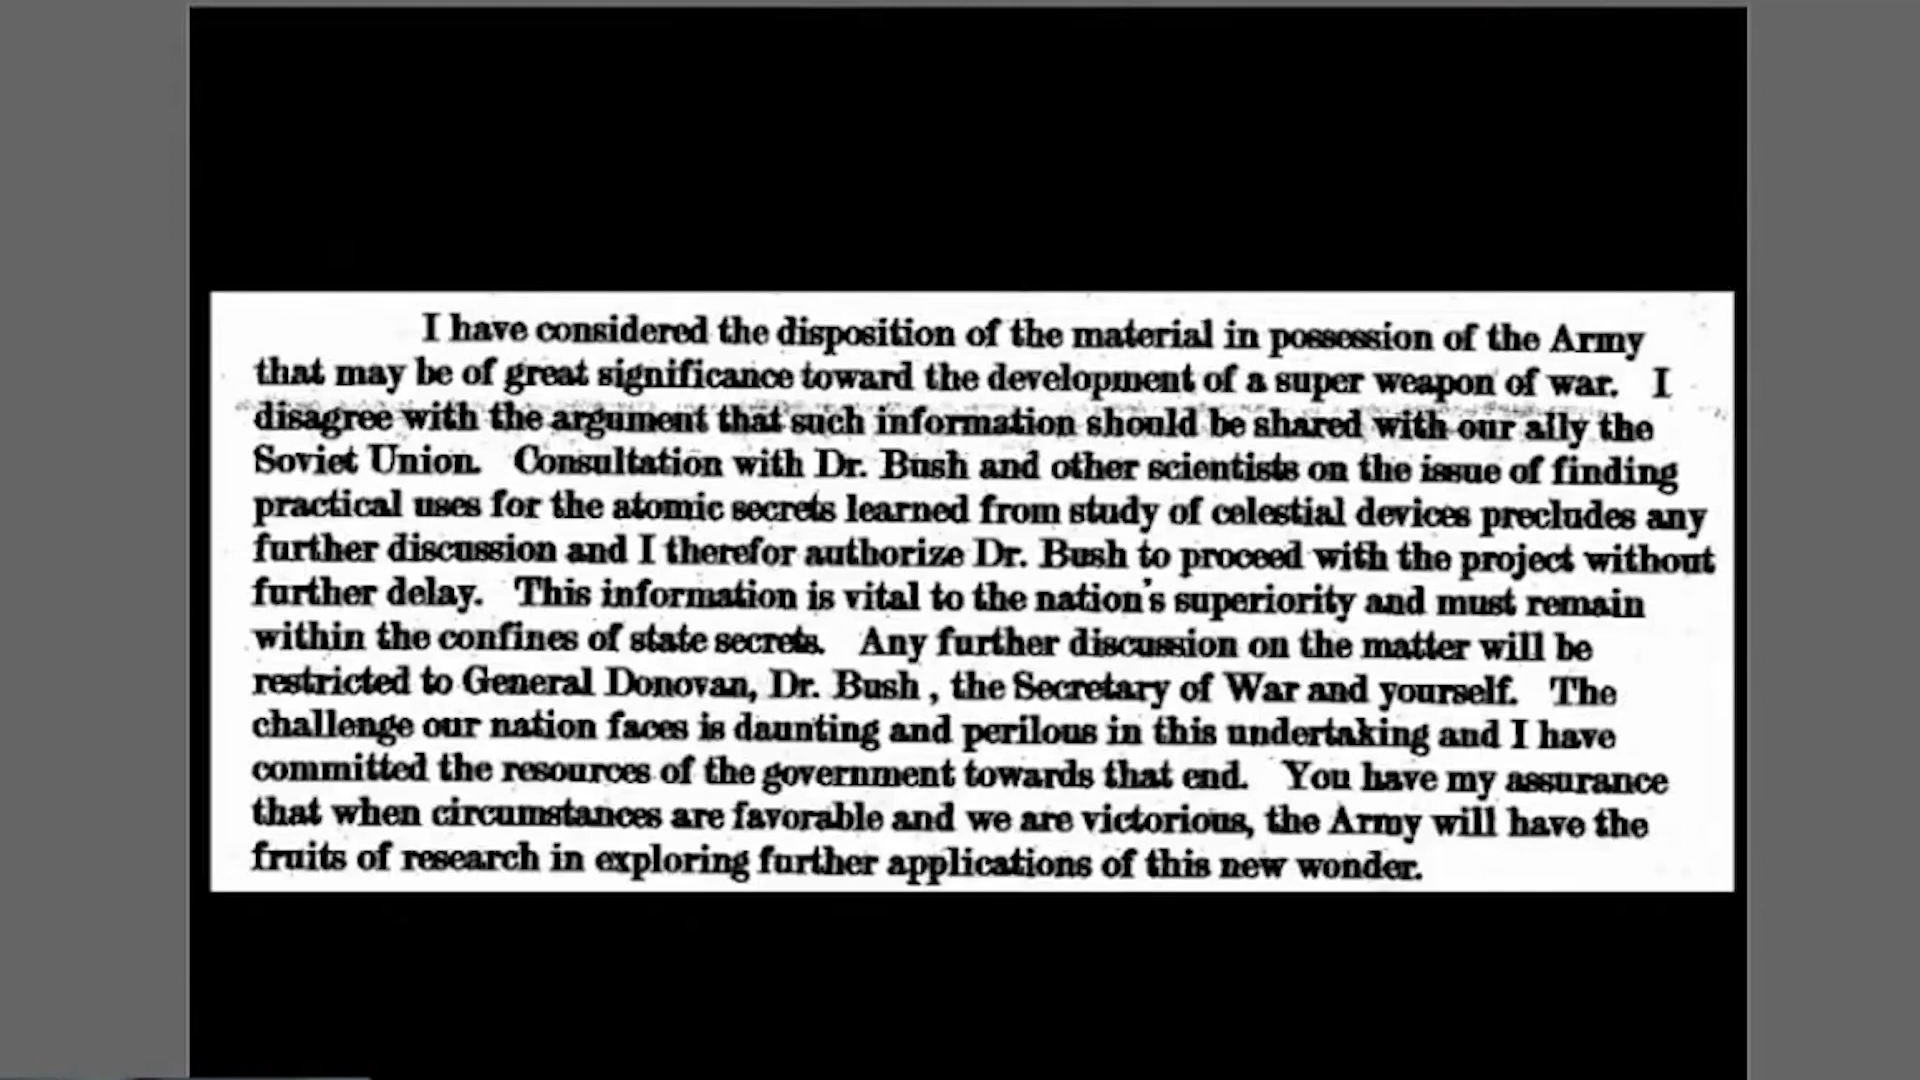 I have considered the disposition of the material in possession of the Army
that may be of great significance toward the development of a super weapon of war. I
disagree with the argument that such information should be shared with our ally the
Soviet Union. Consultation with Dr. Bush and other scientists on the issue of finding
practical uses for the atomic secrets learned from study of celestial devices precludes any
further discussion and I therefor authorize Dr. Bush to proceed with the project without
further delay. This information is vital to the nation's superiority and must remain
within the confines of state secrets. Any further discussion on the matter will be
restricted to General Donovan, Dr. Bush , the Secretary of War and yourself. The
challenge our nation faces is daunting and perilous in this undertaking and I have
committed the resources of the government towards that end. You have my assurance
that when circumstances are favorable and we are victorious, the Army will have the
fruits of research in exploring further applications of this new wonder.